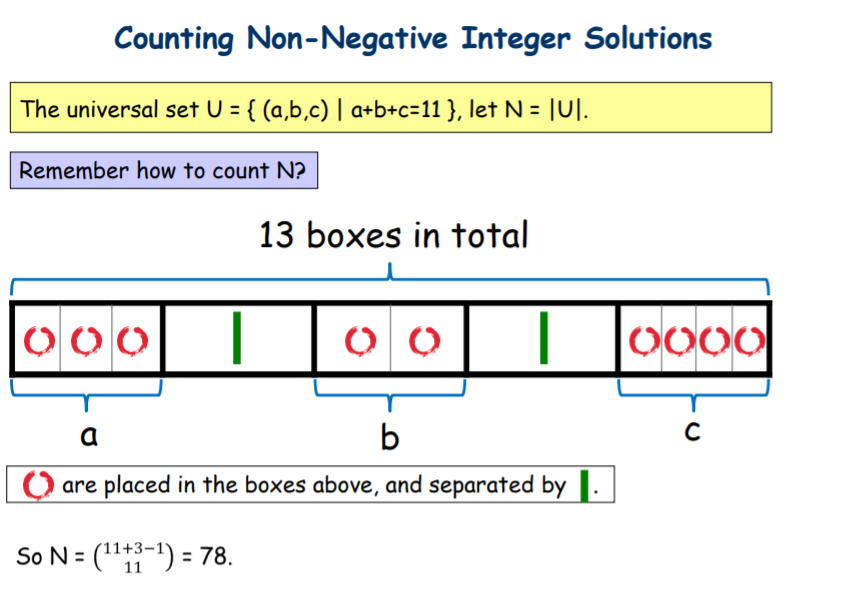 Counting Non-Negative Integer Solutions
The universal set U = { (a,b,c) | a+b+c=11 }, let N = |U|.
Remember how to count N?
13 boxes in total
a
b
c
are placed in the boxes above, and separated by .
So N = (11+3−1 11) = 78.